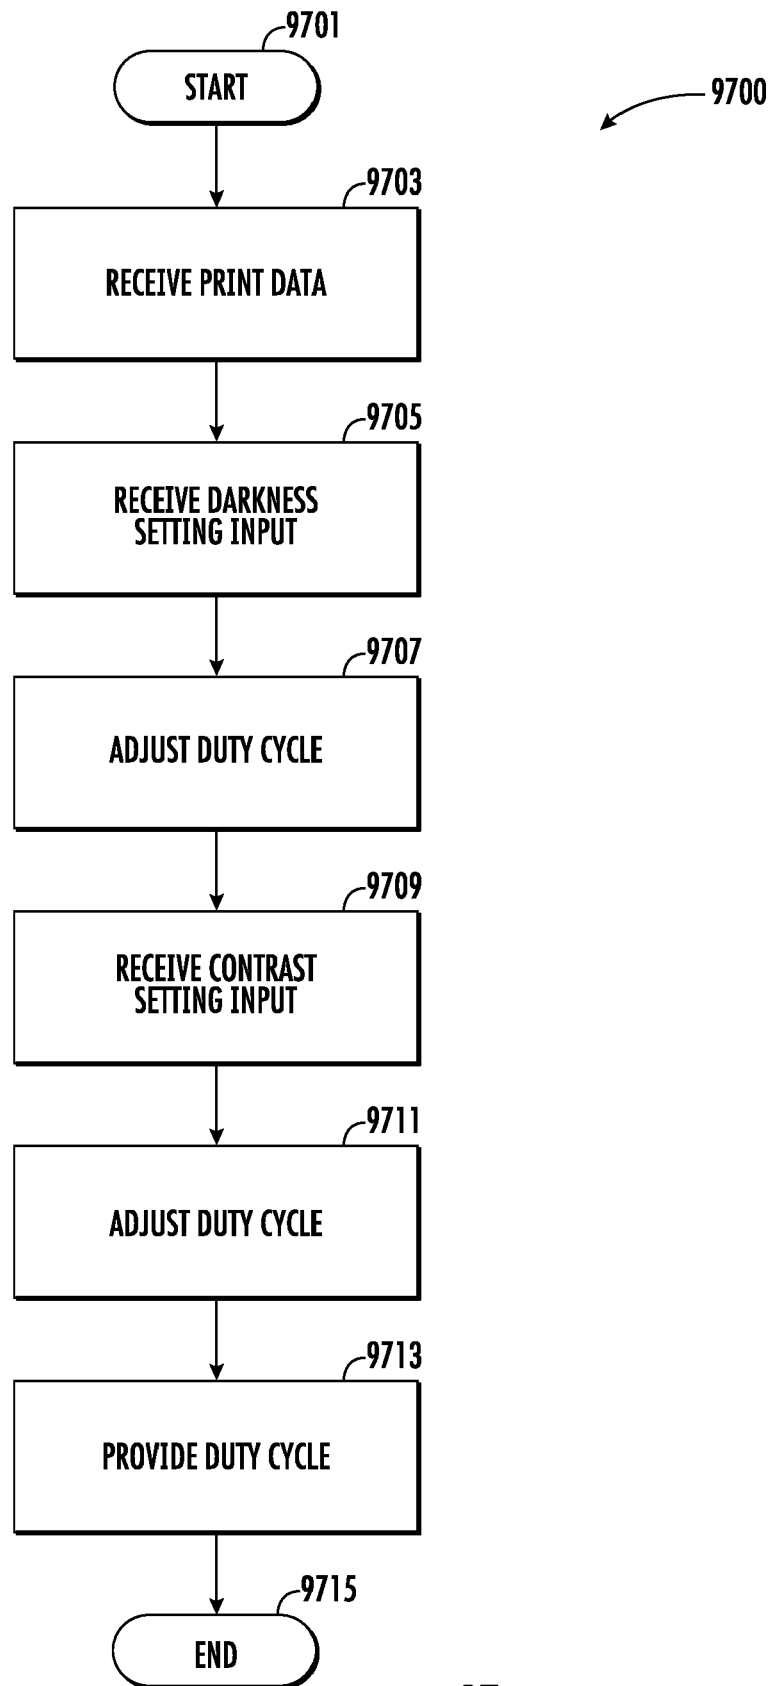 9701
START
9700
9703
RECEIVE PRINT DATA
9705
RECEIVE DARKNESS
SETTING INPUT
9707
ADJUST DUTY CYCLE
9709
RECEIVE CONTRAST
SETTING INPUT
9711
ADJUST DUTY CYCLE
9713
PROVIDE DUTY CYCLE
9715
END